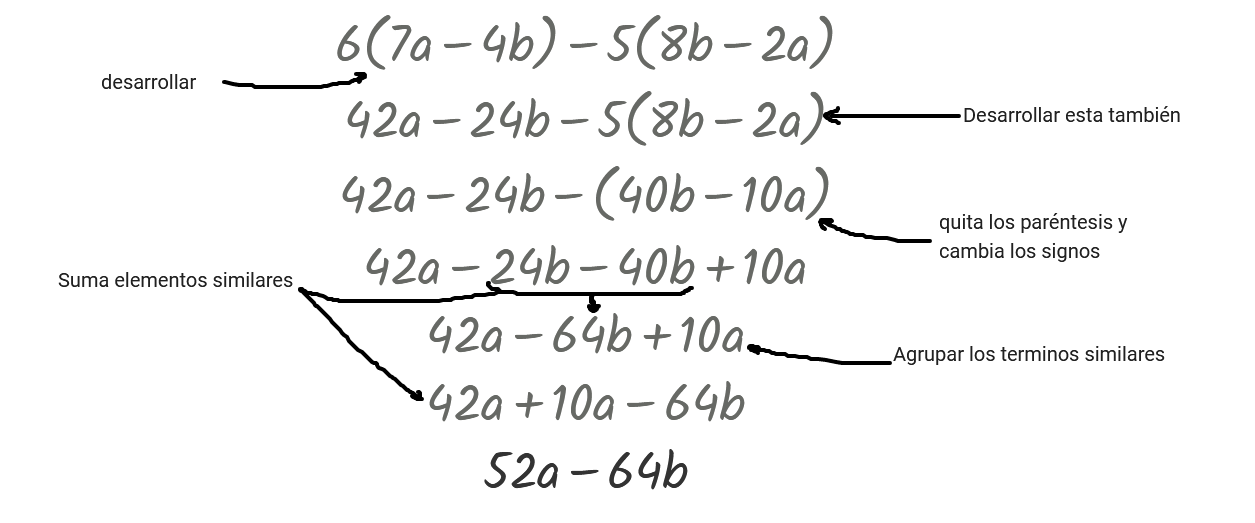 6(7a − 4b) − 5(8b − 2a)
desarrollar
42a − 24b − 5(8b − 2a)
Desarrollar esta también
42a − 24b − (40b − 10a)
quita los paréntesis y
cambia los signos
42a − 24b − 40b + 10a
Suma elementos similares
42a − 64b + 10a
Agrupar los terminos similares
42a + 10a − 64b
52a − 64b